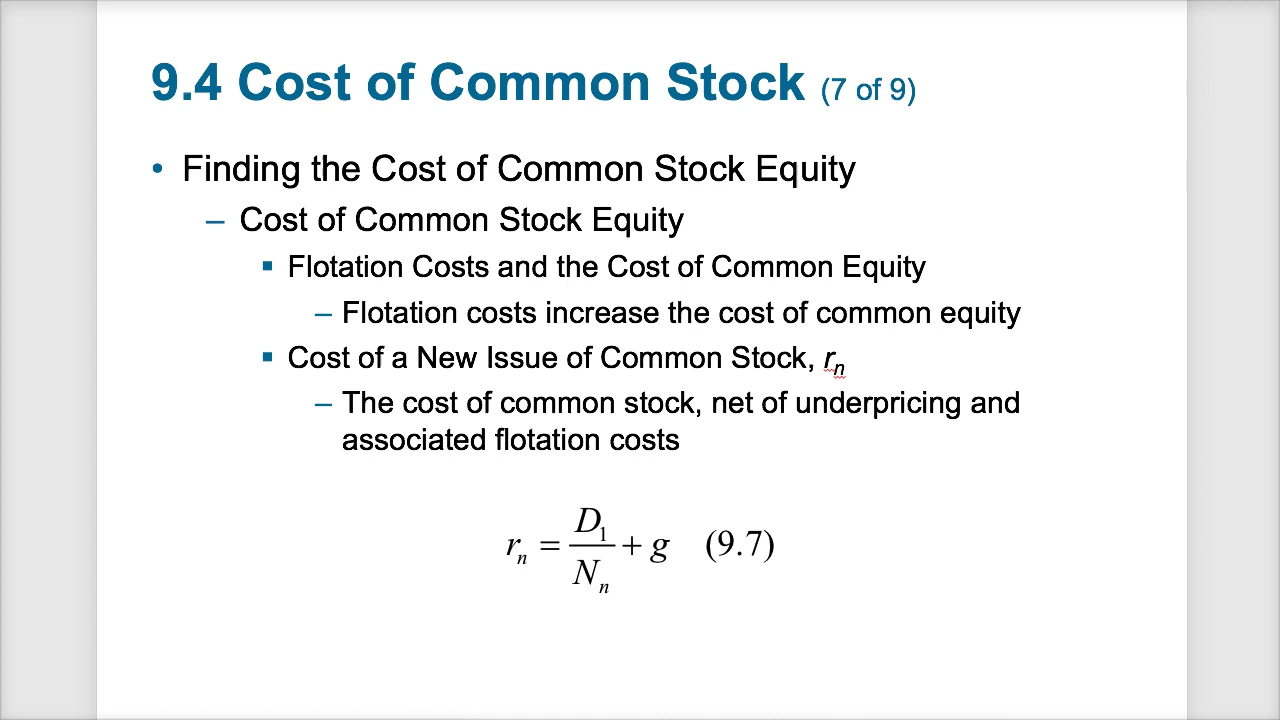 9.4 Cost of Common Stock (7 of 9)
• Finding the Cost of Common Stock Equity
– Cost of Common Stock Equity
▪ Flotation Costs and the Cost of Common Equity
– Flotation costs increase the cost of common equity
▪ Cost of a New Issue of Common Stock, rₙ
– The cost of common stock, net of underpricing and
associated flotation costs
rₙ = D₁ / Nₙ + g (9.7)